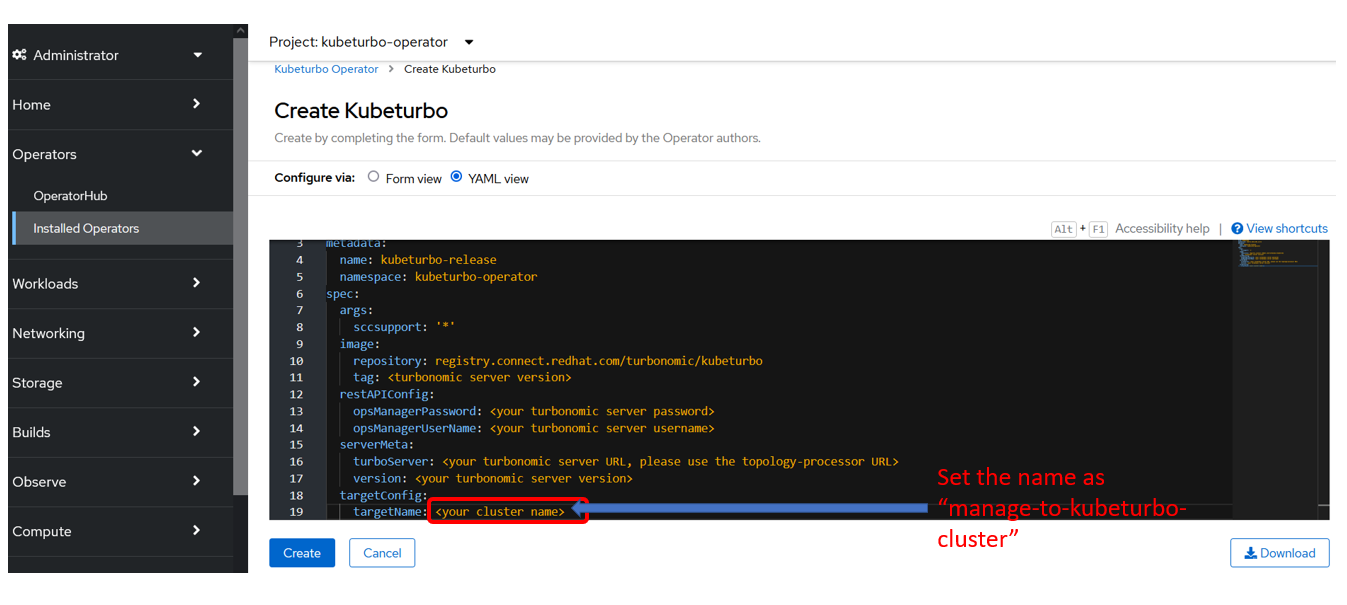 Administrator
Home
Operators
OperatorHub
Installed Operators
Workloads
Networking
Storage
Builds
Observe
Compute
Project: kubeturbo-operator
Kubeturbo Operator > Create Kubeturbo
Create Kubeturbo
Create by completing the form. Default values may be provided by the Operator authors.
Configure via: Form view YAML view
Alt + F1 Accessibility help | View shortcuts
3 metadata:
4 name: kubeturbo-release
5 namespace: kubeturbo-operator
6 spec:
7 args:
8 sccsupport: '*'
9 image:
10 repository: registry.connect.redhat.com/turbonomic/kubeturbo
11 tag: <turbonomic server version>
12 restAPIConfig:
13 opsManagerPassword: <your turbonomic server password>
14 opsManagerUserName: <your turbonomic server username>
15 serverMeta:
16 turboServer: <your turbonomic server URL, please use the topology-processor URL>
17 version: <your turbonomic server version>
18 targetConfig:
19 targetName: <your cluster name>
Set the name as
“manage-to-kubeturbo-
cluster”
Create Cancel Download